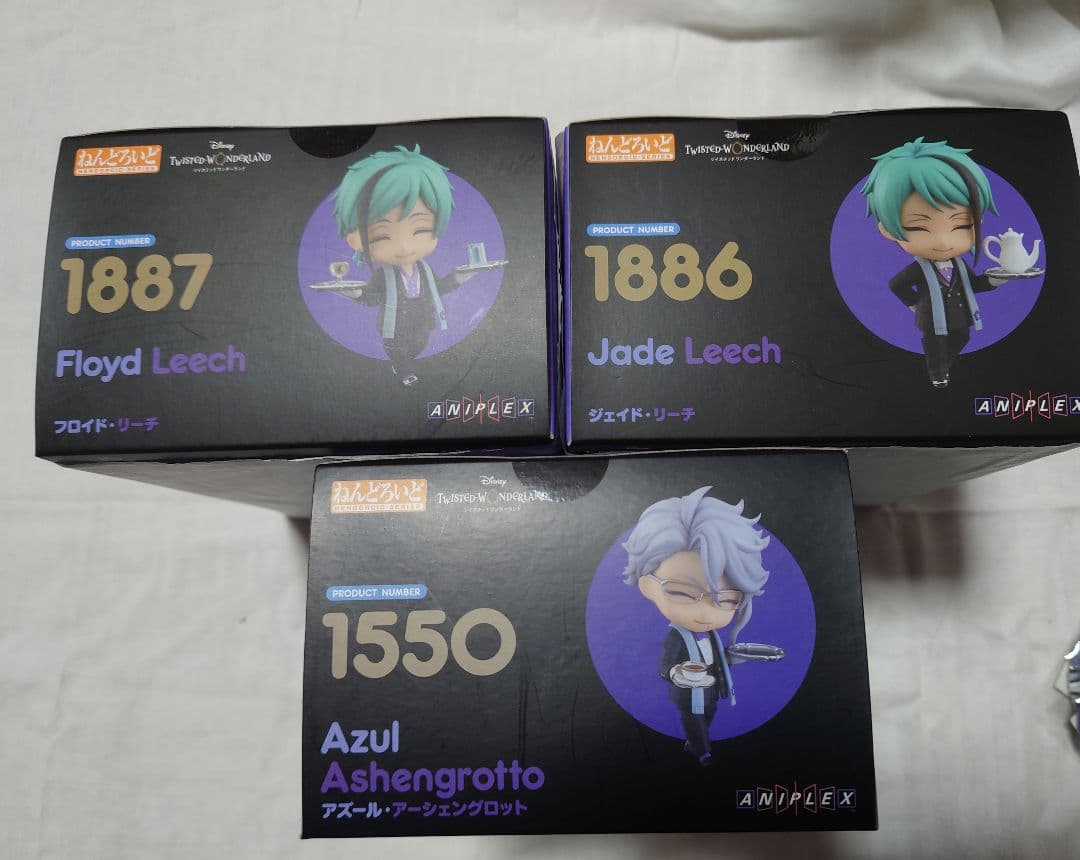 ねんどろいど
NENDOROID SERIES
Disney
TWISTED-WONDERLAND
ツイステッドワンダーランド
PRODUCT NUMBER
1887
Floyd Leech
フロイド・リーチ
ANIPLEX
ねんどろいど
NENDOROID SERIES
Disney
TWISTED-WONDERLAND
ツイステッドワンダーランド
PRODUCT NUMBER
1886
Jade Leech
ジェイド・リーチ
ANIPLEX
ねんどろいど
NENDOROID SERIES
Disney
TWISTED-WONDERLAND
ツイステッドワンダーランド
PRODUCT NUMBER
1550
Azul
Ashengrotto
アズール・アーシェングロット
ANIPLEX